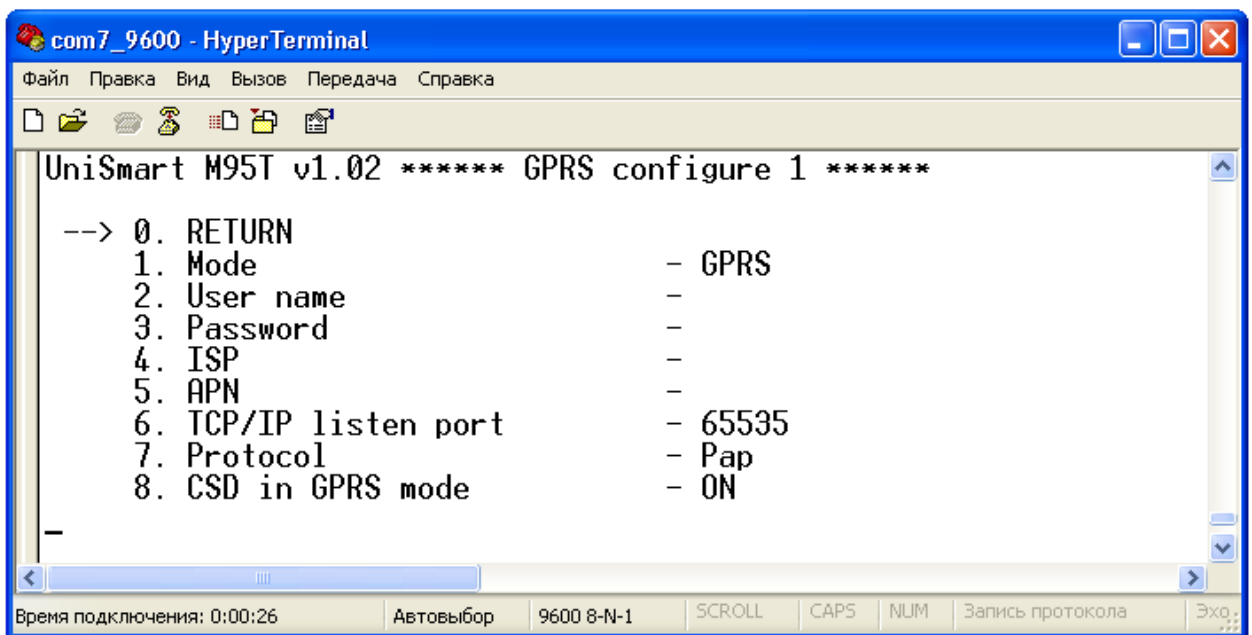 com7_9600 - HyperTerminal
Файл Правка Вид Вызов Передача Справка
UniSmart M95T v1.02 ****** GPRS configure 1 ******
--> 0. RETURN
1. Mode - GPRS
2. User name -
3. Password -
4. ISP -
5. APN -
6. TCP/IP listen port - 65535
7. Protocol - Pap
8. CSD in GPRS mode - ON
_
Время подключения: 0:00:26 Автовыбор 9600 8-N-1 SCROLL CAPS NUM Запись протокола Эхо